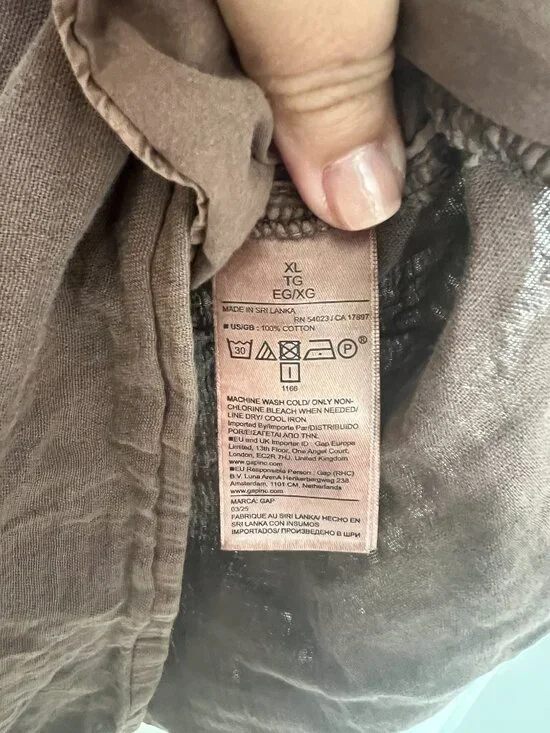 XL
TG
EG/XG
MADE IN SRI LANKA
RN 54023 / CA 17897
■ US/GB : 100% COTTON
30 P ®
1166
MACHINE WASH COLD/ ONLY NON-
CHLORINE BLEACH WHEN NEEDED/
LINE DRY/ COOL IRON
Imported By/Importe Par/DISTRIBUIDO
POR/ΕΙΣΑΓΕΤΑΙ ΑΠΟ ΤΗΝ:
■EU and UK Importer ID : Gap Europe
Limited, 13th Floor, One Angel Court,
London, EC2R 7HJ, United Kingdom
www.gapinc.com
■EU Responsible Person : Gap (RHC)
B.V. Luna Arena Herikerbergweg 238
Amsterdam, 1101 CM, Netherlands
www.gapinc.com
MARCA: GAP
03/25
FABRIQUE AU SRI LANKA/ HECHO EN
SRI LANKA CON INSUMOS
IMPORTADOS/ ПРОИЗВЕДЕНО В ШРИ